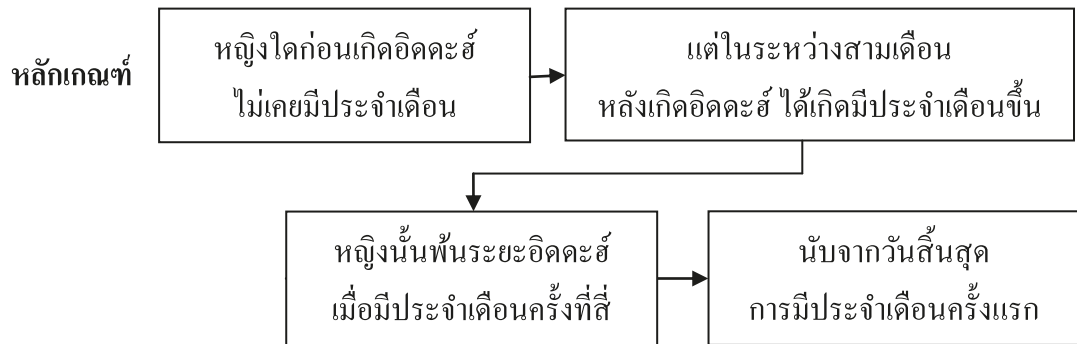 หลักเกณฑ์
หญิงใดก่อนเกิดอิดดะฮ์
ไม่เคยมีประจำเดือน
แต่ในระหว่างสามเดือน
หลังเกิดอิดดะฮ์ ได้เกิดมีประจำเดือนขึ้น
หญิงนั้นพ้นระยะอิดดะฮ์
เมื่อมีประจำเดือนครั้งที่สี่
นับจากวันสิ้นสุด
การมีประจำเดือนครั้งแรก